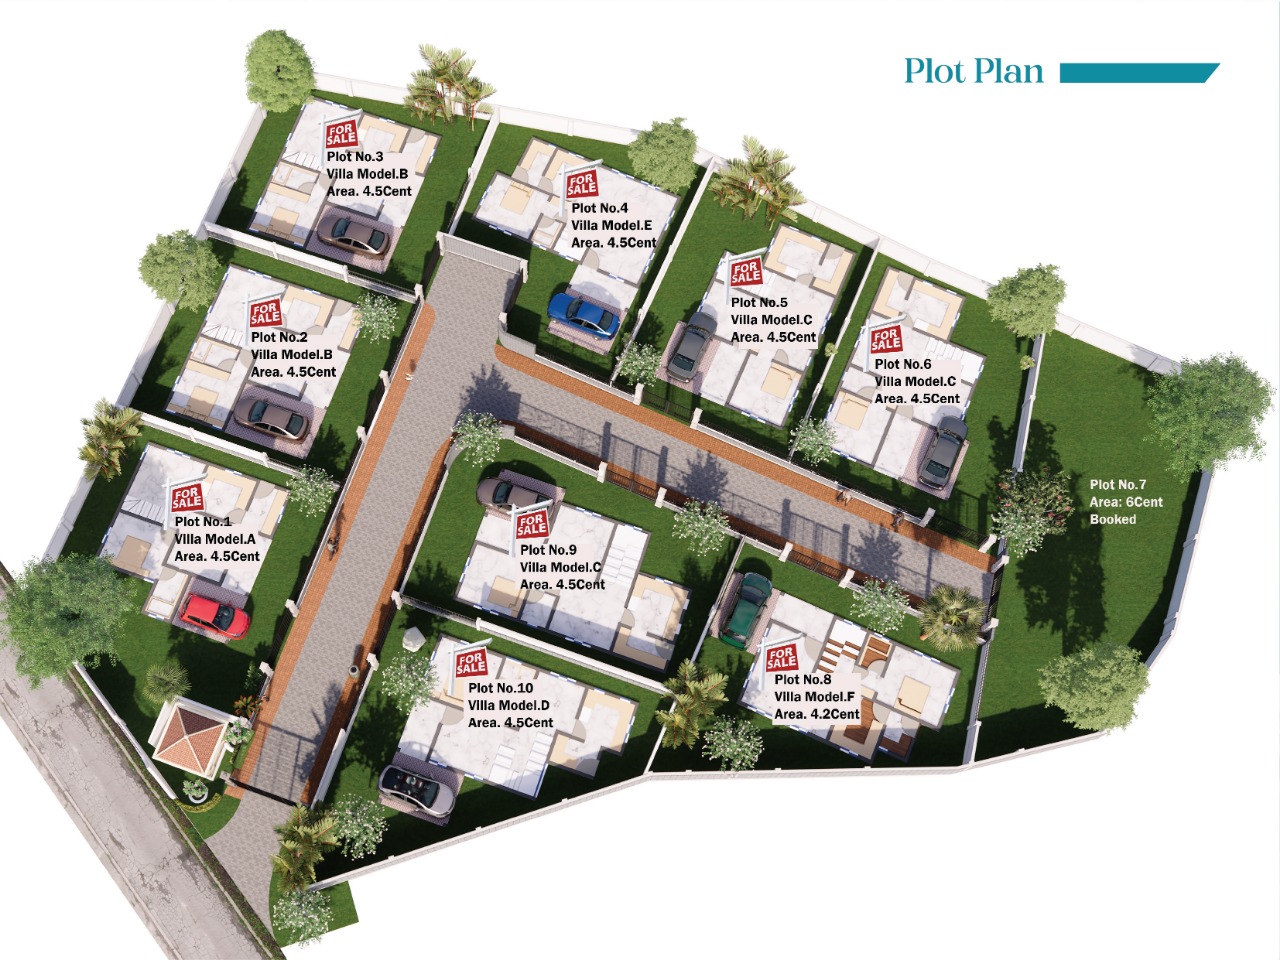 Plot Plan
FOR
SALE
Plot No.3
Villa Model.B
Area. 4.5Cent
FOR
SALE
Plot No.4
Villa Model.E
Area. 4.5Cent
FOR
SALE
Plot No.5
Villa Model.C
Area. 4.5Cent
FOR
SALE
Plot No.6
Villa Model.C
Area. 4.5Cent
FOR
SALE
Plot No.2
Villa Model.B
Area. 4.5Cent
FOR
SALE
Plot No.1
Villa Model.A
Area. 4.5Cent
Plot No.7
Area: 6Cent
Booked
FOR
SALE
Plot No.9
Villa Model.C
Area. 4.5Cent
FOR
SALE
Plot No.8
Villa Model.F
Area. 4.2Cent
FOR
SALE
Plot No.10
Villa Model.D
Area. 4.5Cent